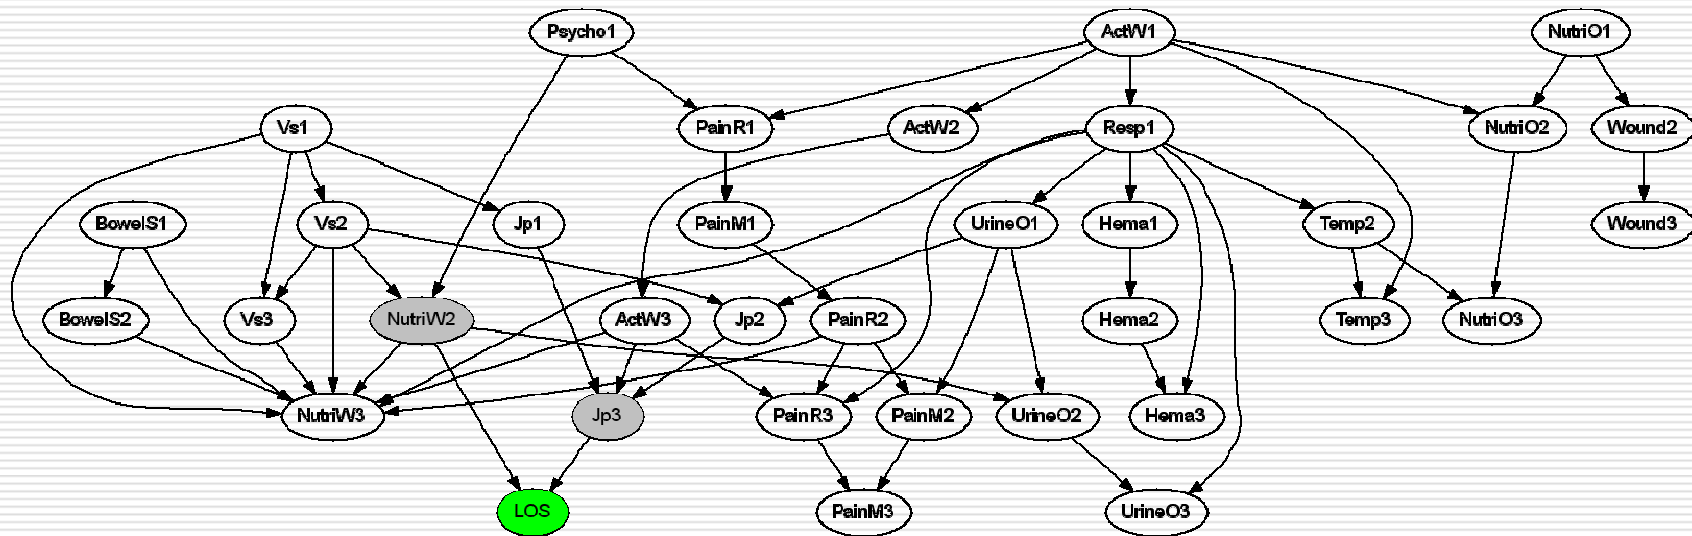 Psycho1
ActW1
NutriO1
Vs1
PainR1
ActW2
Resp1
NutriO2
Wound2
BowelS1
Vs2
Jp1
PainM1
UrineO1
Hema1
Temp2
Wound3
BowelS2
Vs3
NutriW2
ActW3
Jp2
PainR2
Hema2
Temp3
NutriO3
NutriW3
Jp3
PainR3
PainM2
UrineO2
Hema3
LOS
PainM3
UrineO3